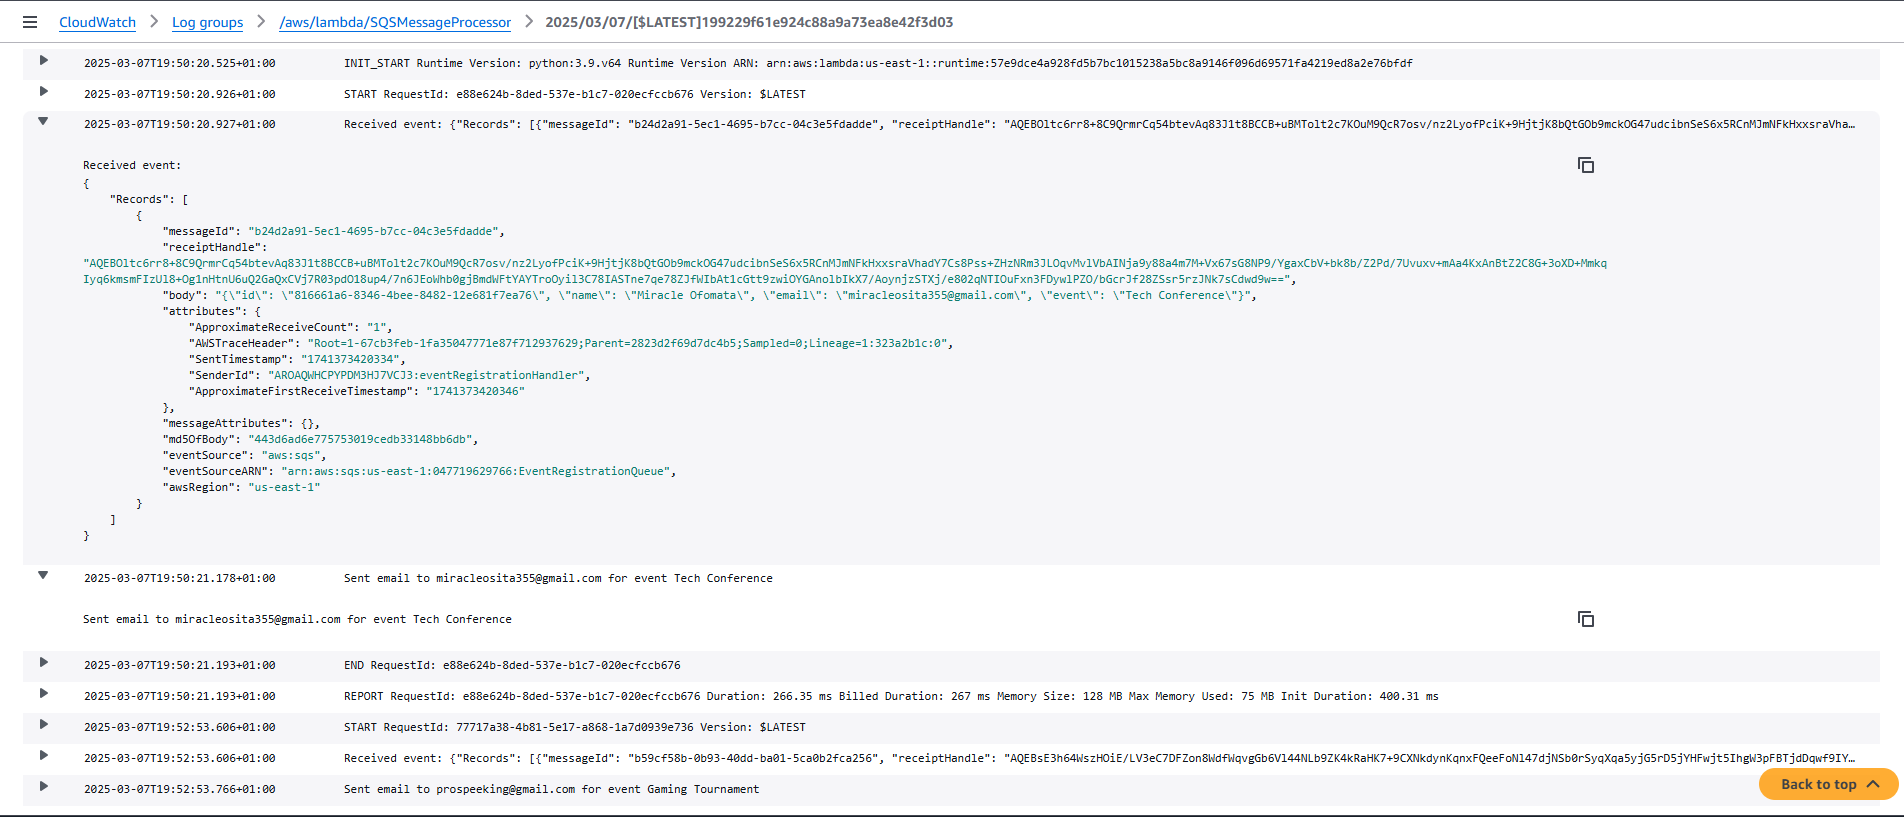 CloudWatch > Log groups > /aws/lambda/SQSMessageProcessor > 2025/03/07/[$LATEST]199229f61e924c88a9a73ea8e42f3d03
2025-03-07T19:50:20.525+01:00 INIT_START Runtime Version: python:3.9.v64 Runtime Version ARN: arn:aws:lambda:us-east-1::runtime:57e9dce4a928fd5b7bc1015238a5bc8a9146f096d69571fa4219ed8a2e76bfdf
2025-03-07T19:50:20.926+01:00 START RequestId: e88e624b-8ded-537e-b1c7-020ecfccb676 Version: $LATEST
2025-03-07T19:50:20.927+01:00 Received event: {"Records": [{"messageId": "b24d2a91-5ec1-4695-b7cc-04c3e5fdadde", "receiptHandle": "AQEBOltc6rr8+8C9QrmrCq54btevAq83J1t8BCCB+uBMTolt2c7KOuM9QcR7osv/nz2LyofPciK+9HjtjK8bQtGOb9mckOG47udcibnSeS6x5RCnMJmNFkHxxsraVha…
Received event:
{
"Records": [
{
"messageId": "b24d2a91-5ec1-4695-b7cc-04c3e5fdadde",
"receiptHandle":
"AQEBOltc6rr8+8C9QrmrCq54btevAq83J1t8BCCB+uBMTolt2c7KOuM9QcR7osv/nz2LyofPciK+9HjtjK8bQtGOb9mckOG47udcibnSeS6x5RCnMJmNFkHxxsraVhadY7Cs8Pss+ZHzNRm3JLOqvMvlVbAINja9y88a4m7M+Vx67sG8NP9/YgaxCbV+bk8b/Z2Pd/7Uvuxv+mAa4KxAnBtZ2C8G+3oXD+Mmkq
Iyq6kmsmFIzUl8+Og1nHtnU6uQ2GaQxCVj7R03pdO18up4/7n6JEoWhb0gjBmdWFtYAYTroOyil3C78IASTne7qe78ZJfWIbAt1cGtt9zwiOYGAnolbIkX7/AoynjzSTXj/e802qNTIOuFxn3FDywlPZO/bGcrJf28ZSsr5rzJNk7sCdwd9w==",
"body": "{\"id\": \"816661a6-8346-4bee-8482-12e681f7ea76\", \"name\": \"Miracle Ofomata\", \"email\": \"miracleosita355@gmail.com\", \"event\": \"Tech Conference\"}",
"attributes": {
"ApproximateReceiveCount": "1",
"AWSTraceHeader": "Root=1-67cb3feb-1fa35047771e87f712937629;Parent=2823d2f69d7dc4b5;Sampled=0;Lineage=1:323a2b1c:0",
"SentTimestamp": "1741373420334",
"SenderId": "AROAQWHCPYPDM3HJ7VCJ3:eventRegistrationHandler",
"ApproximateFirstReceiveTimestamp": "1741373420346"
},
"messageAttributes": {},
"md5OfBody": "443d6ad6e775753019cedb33148bb6db",
"eventSource": "aws:sqs",
"eventSourceARN": "arn:aws:sqs:us-east-1:047719629766:EventRegistrationQueue",
"awsRegion": "us-east-1"
}
]
}
2025-03-07T19:50:21.178+01:00 Sent email to miracleosita355@gmail.com for event Tech Conference
Sent email to miracleosita355@gmail.com for event Tech Conference
2025-03-07T19:50:21.193+01:00 END RequestId: e88e624b-8ded-537e-b1c7-020ecfccb676
2025-03-07T19:50:21.193+01:00 REPORT RequestId: e88e624b-8ded-537e-b1c7-020ecfccb676 Duration: 266.35 ms Billed Duration: 267 ms Memory Size: 128 MB Max Memory Used: 75 MB Init Duration: 400.31 ms
2025-03-07T19:52:53.606+01:00 START RequestId: 77717a38-4b81-5e17-a868-1a7d0939e736 Version: $LATEST
2025-03-07T19:52:53.606+01:00 Received event: {"Records": [{"messageId": "b59cf58b-0b93-40dd-ba01-5ca0b2fca256", "receiptHandle": "AQEBsE3h64WszHOiE/LV3eC7DFZon8WdfWqvgGb6Vl44NLb9ZK4kRaHK7+9CXNkdynKqnxFQeeFoNl47djNSb0rSyqXqa5yjG5rD5jYHFwjt5IhgW3pFBTjdDqwf9IY…
2025-03-07T19:52:53.766+01:00 Sent email to prospeeking@gmail.com for event Gaming Tournament
Back to top